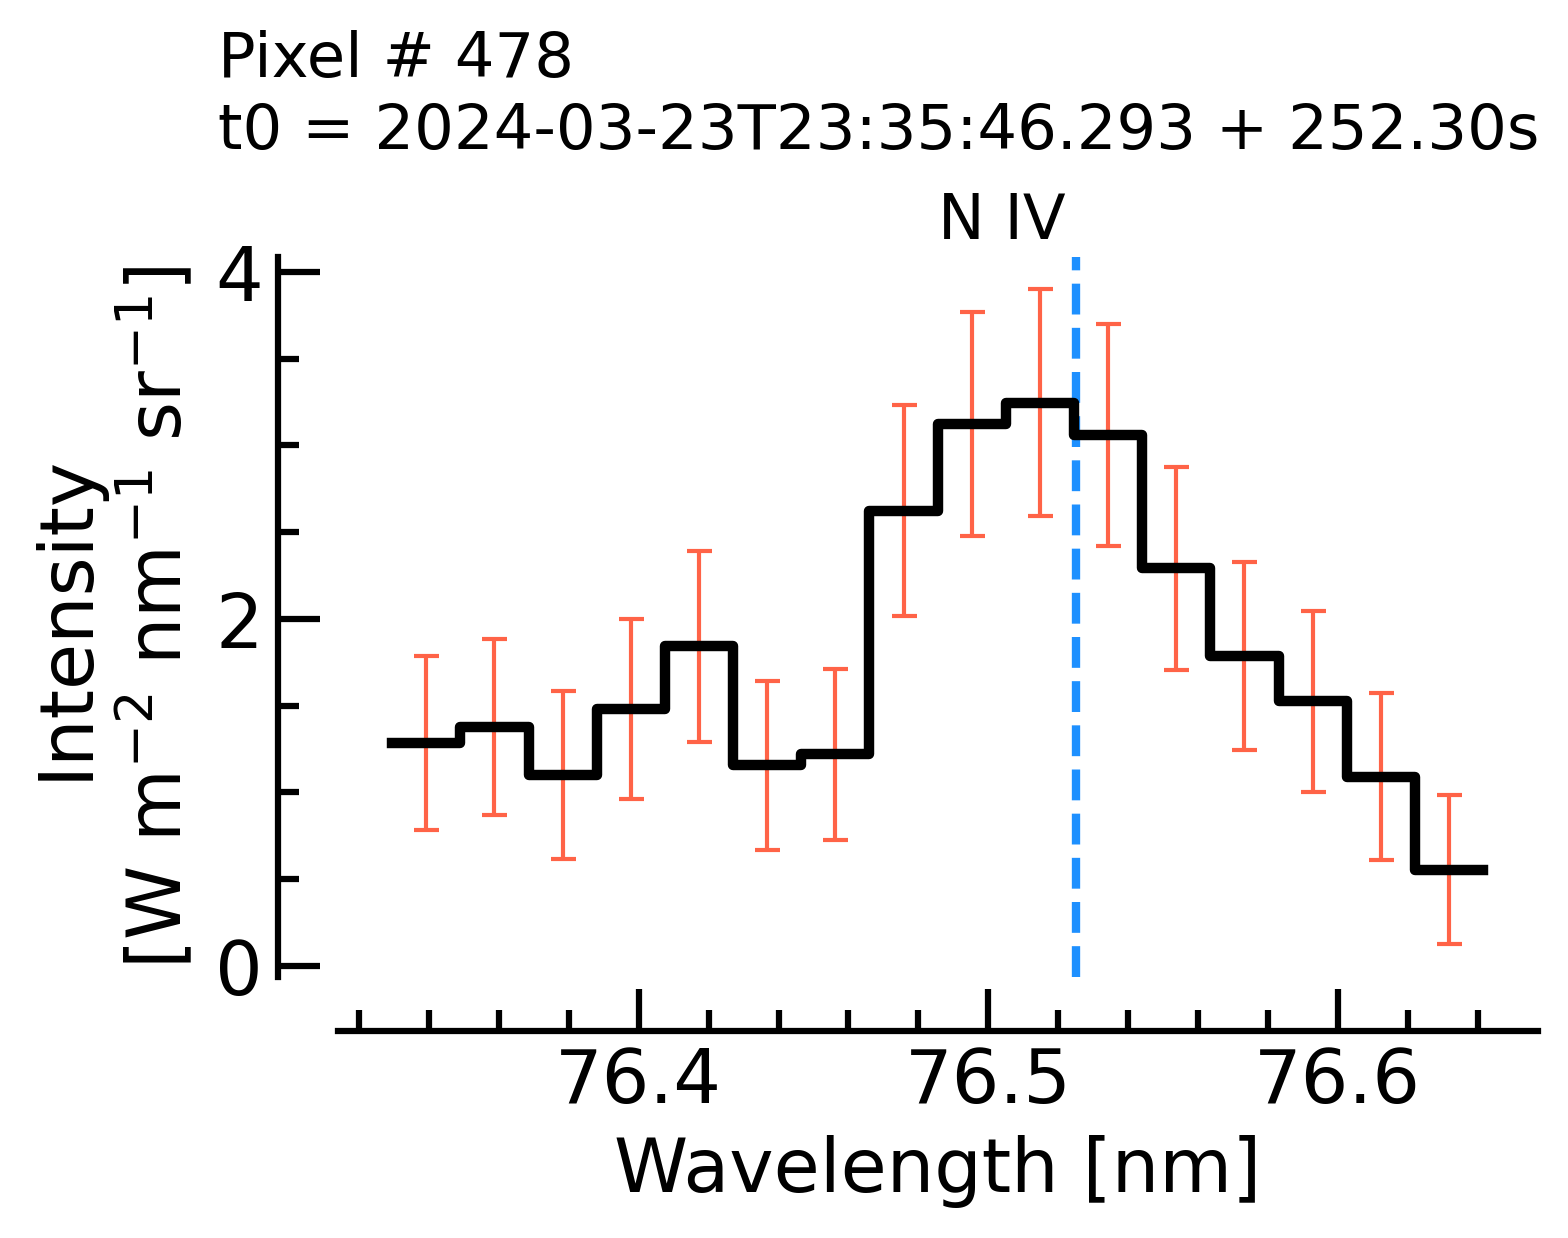 Pixel # 478
t0 = 2024-03-23T23:35:46.293 + 252.30s
N IV
Intensity
[W m⁻² nm⁻¹ sr⁻¹]
4
2
0
76.4 76.5 76.6
Wavelength [nm]